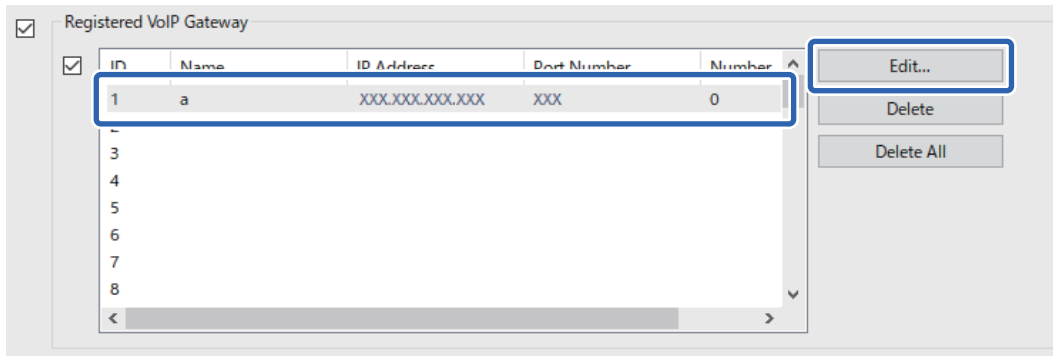 Registered VoIP Gateway
ID Name IP Address Port Number Number
Edit...
1 a XXX.XXX.XXX.XXX XXX 0
Delete
2
3
Delete All
4
5
6
7
8